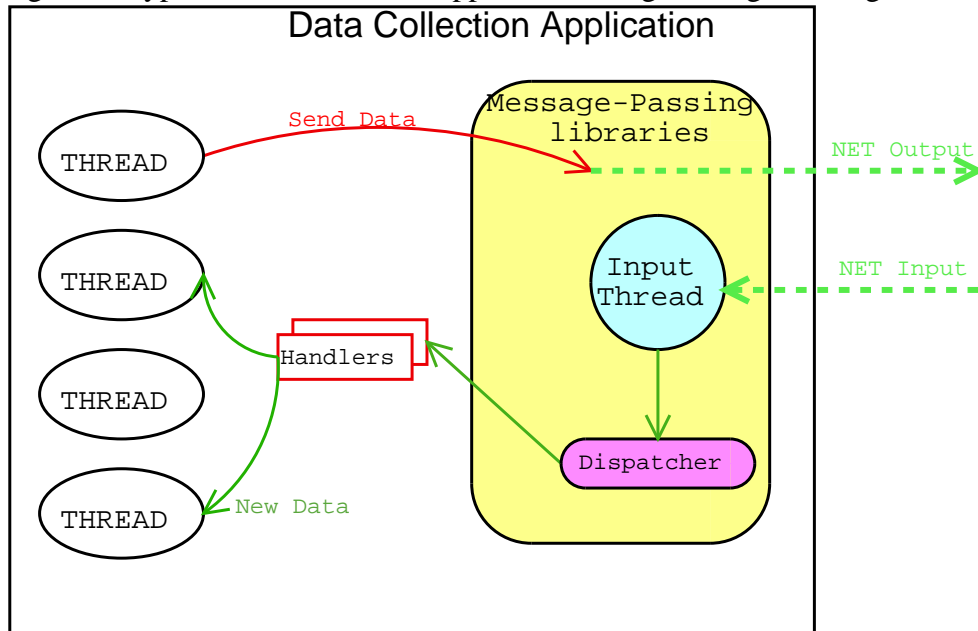 Data Collection Application
Message-Passing
libraries
Send Data
THREAD
NET Output
THREAD
Input
Thread
NET Input
Handlers
THREAD
Dispatcher
THREAD
New Data